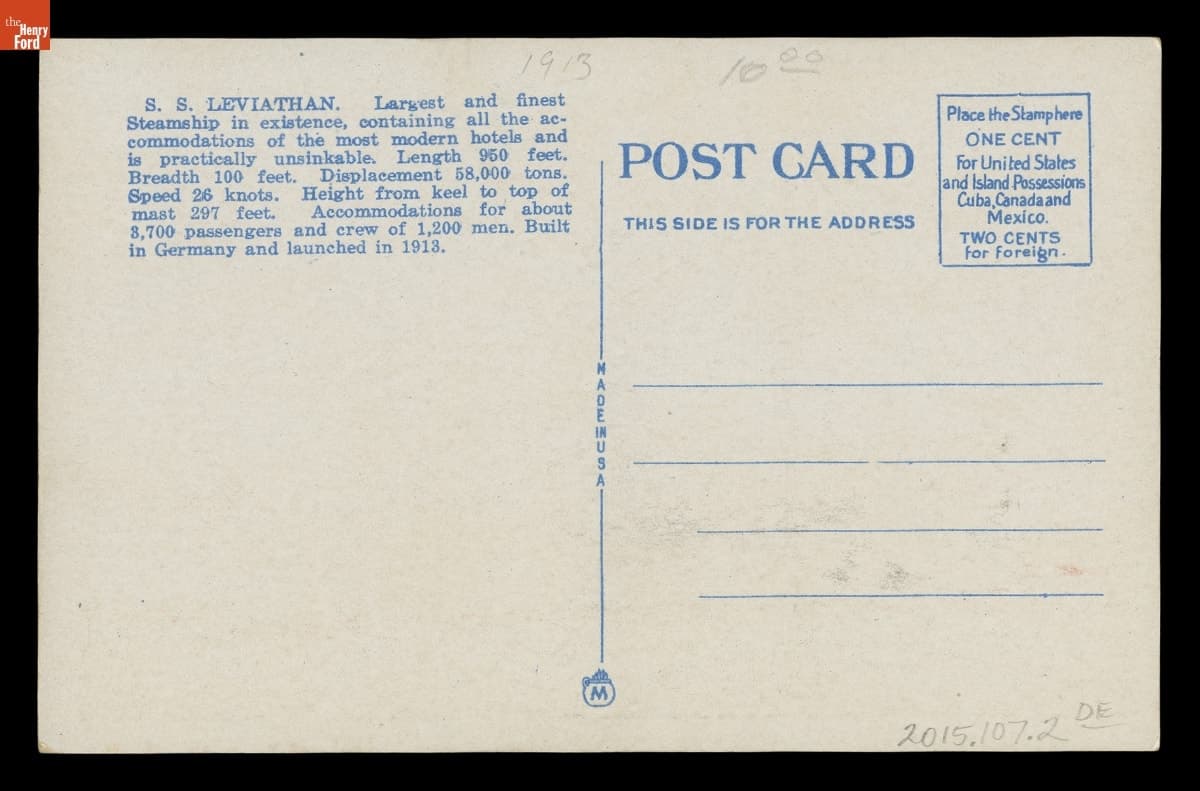 the
Henry
Ford
1913
10 00
S. S. LEVIATHAN. Largest and finest
Steamship in existence, containing all the ac-
commodations of the most modern hotels and
is practically unsinkable. Length 950 feet.
Breadth 100 feet. Displacement 58,000 tons.
Speed 26 knots. Height from keel to top of
mast 297 feet. Accommodations for about
3,700 passengers and crew of 1,200 men. Built
in Germany and launched in 1913.
POST CARD
THIS SIDE IS FOR THE ADDRESS
Place the Stamp here
ONE CENT
For United States
and Island Possessions
Cuba, Canada and
Mexico.
TWO CENTS
for foreign.
MADE IN USA
M
2015.107.2 DE